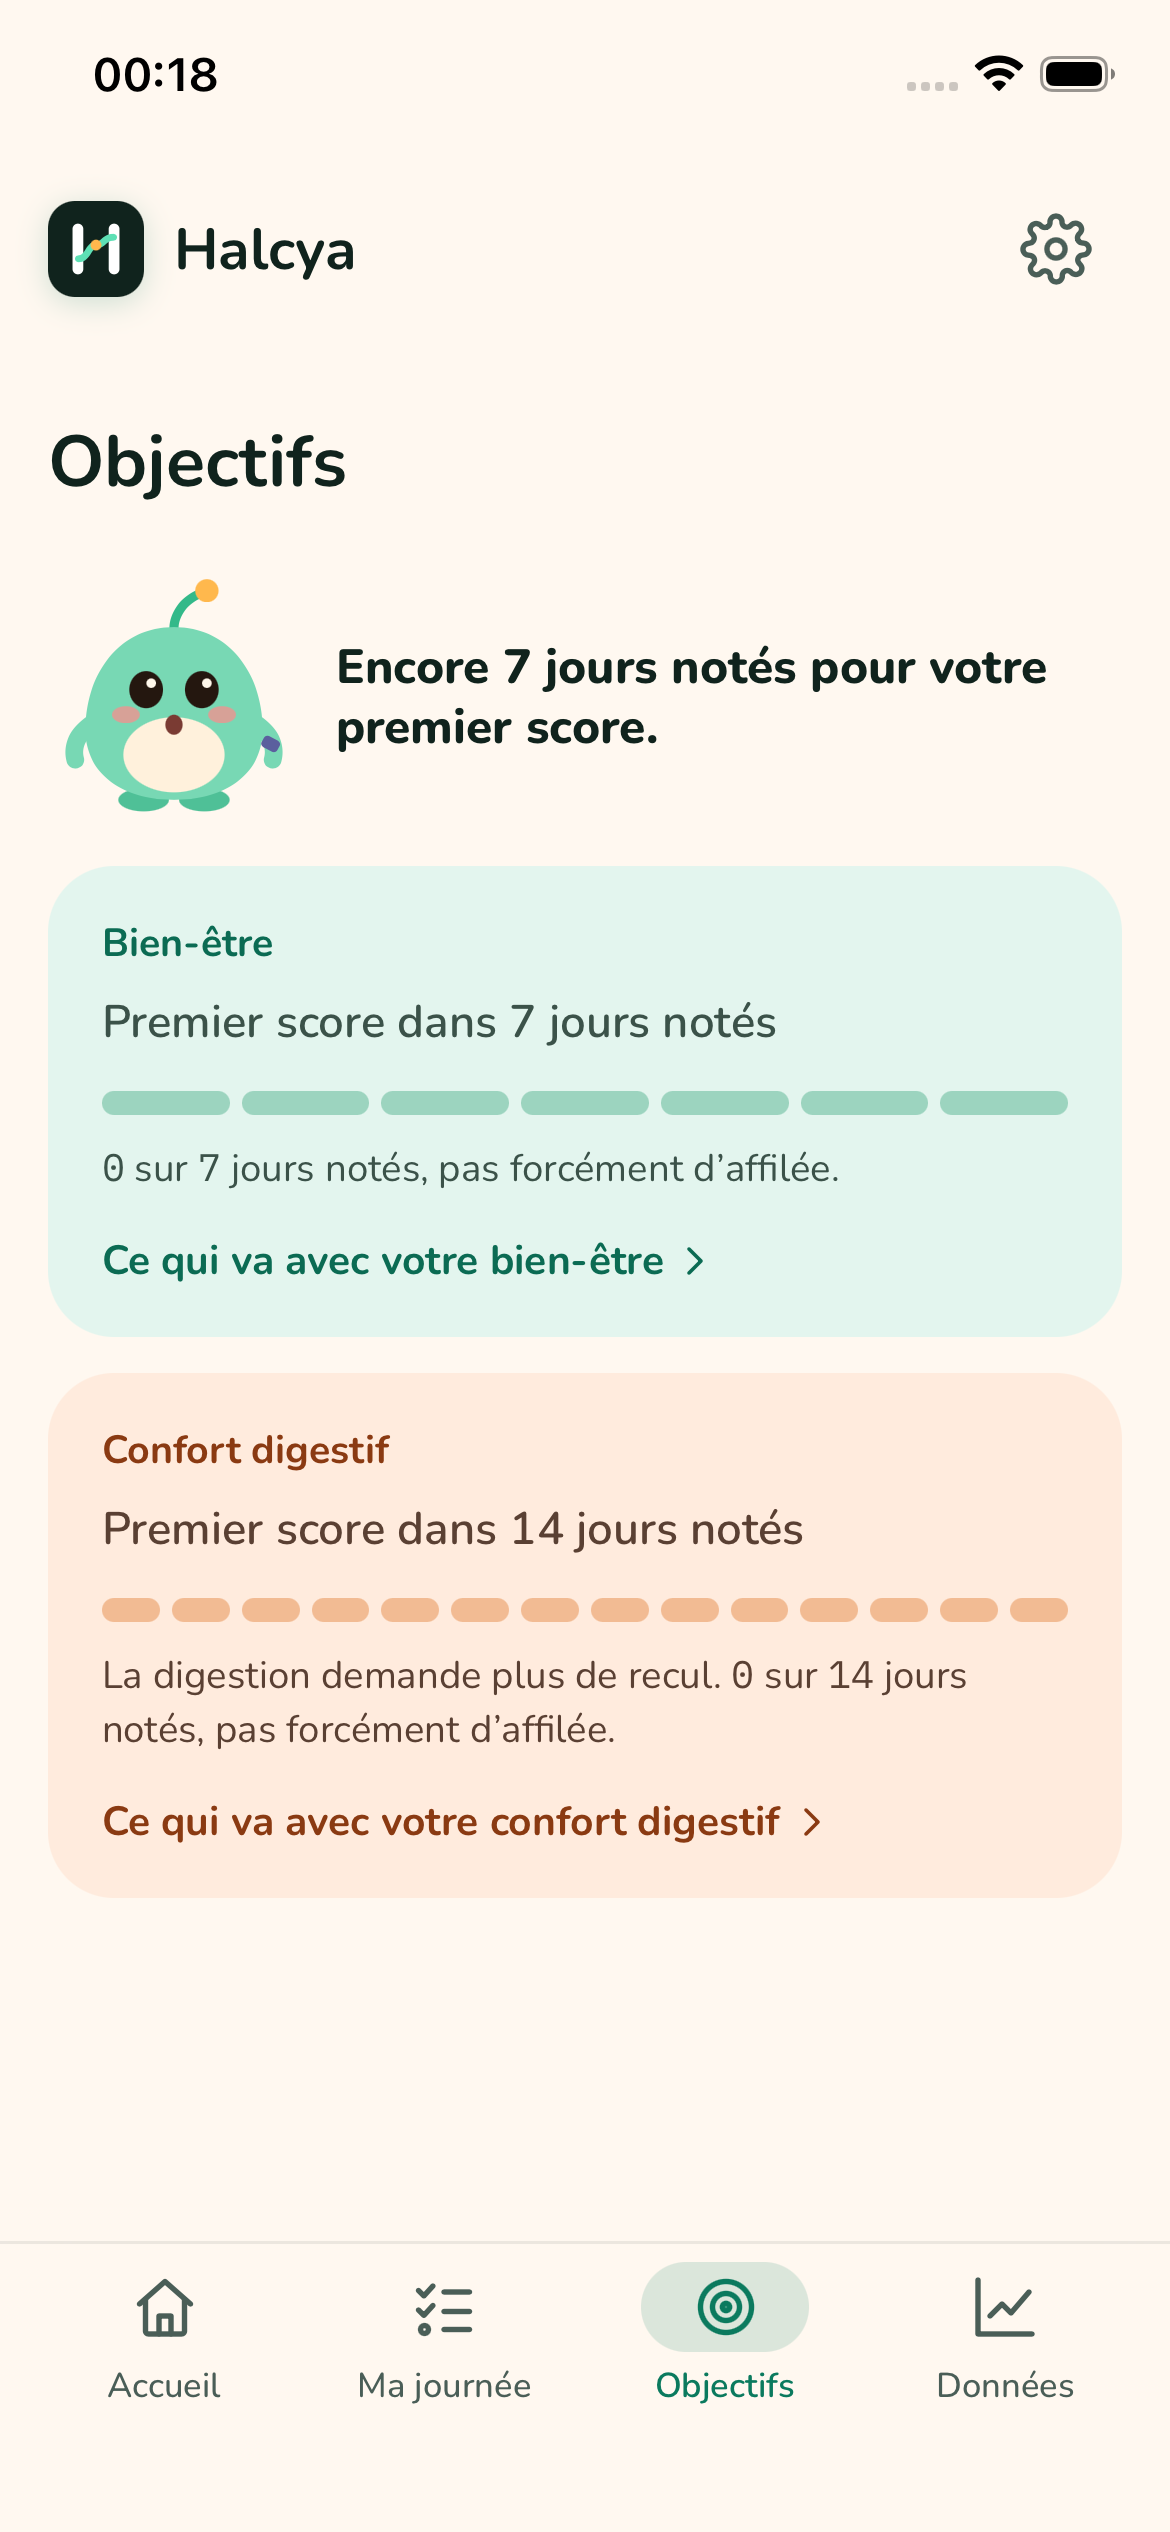 00:18
Halcya
Objectifs
Encore 7 jours notés pour votre
premier score.
Bien-être
Premier score dans 7 jours notés
0 sur 7 jours notés, pas forcément d’affilée.
Ce qui va avec votre bien-être
Confort digestif
Premier score dans 14 jours notés
La digestion demande plus de recul. 0 sur 14 jours
notés, pas forcément d’affilée.
Ce qui va avec votre confort digestif
Accueil
Ma journée
Objectifs
Données